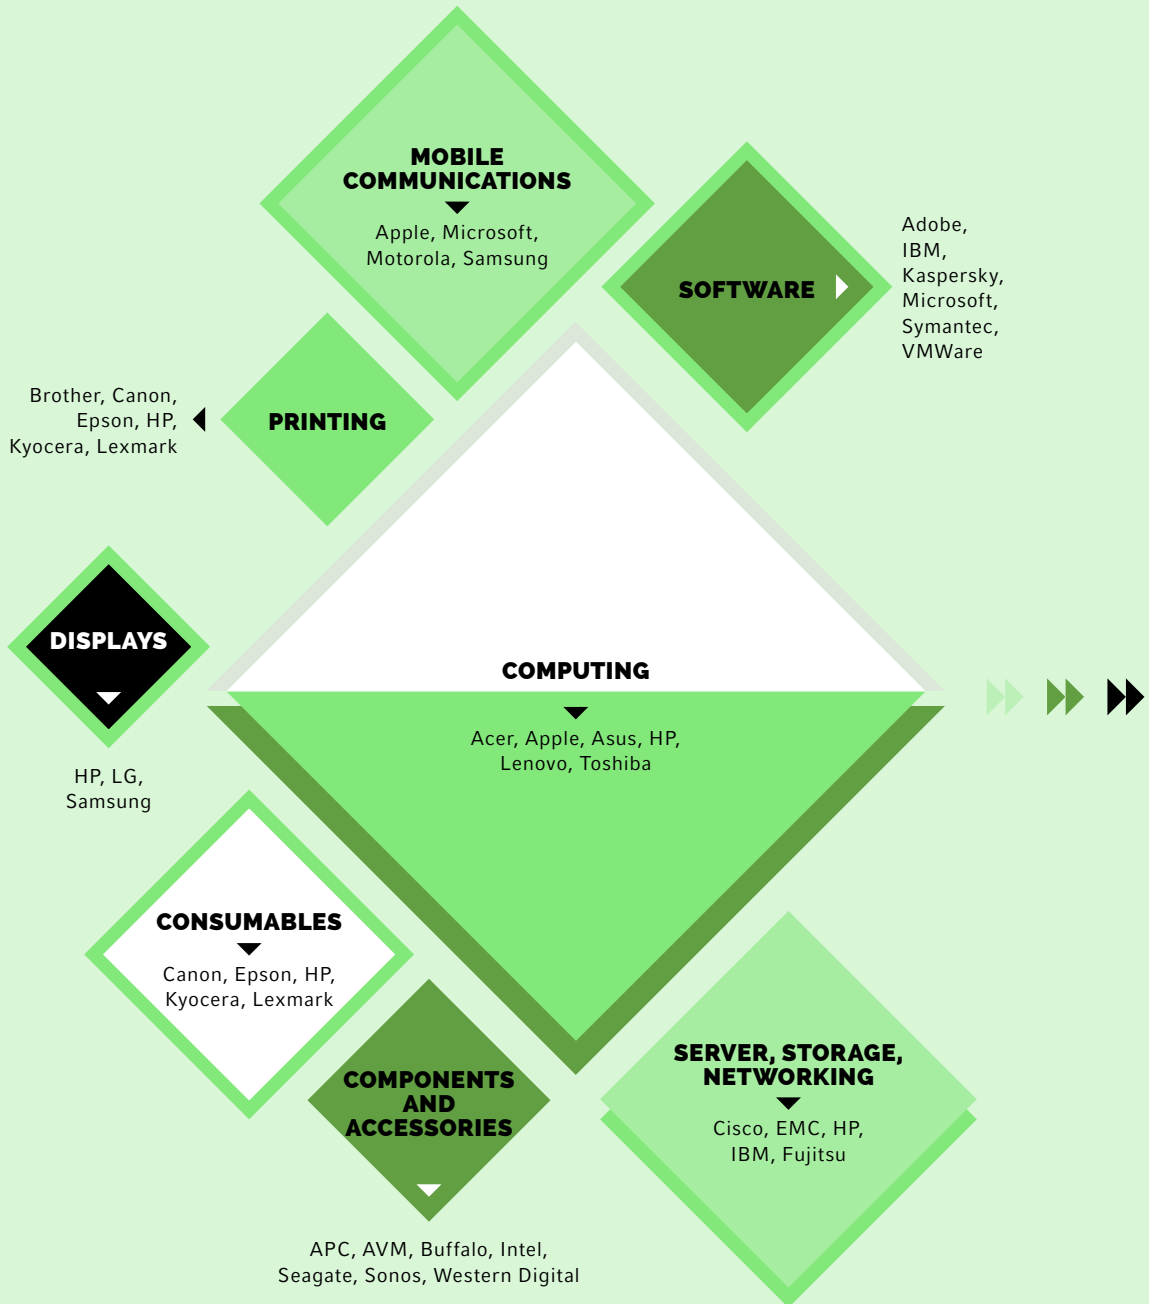 MOBILE
COMMUNICATIONS
Apple, Microsoft,
Motorola, Samsung
SOFTWARE
Adobe,
IBM,
Kaspersky,
Microsoft,
Symantec,
VMWare
PRINTING
Brother, Canon,
Epson, HP,
Kyocera, Lexmark
DISPLAYS
HP, LG,
Samsung
COMPUTING
Acer, Apple, Asus, HP,
Lenovo, Toshiba
CONSUMABLES
Canon, Epson, HP,
Kyocera, Lexmark
COMPONENTS
AND
ACCESSORIES
APC, AVM, Buffalo, Intel,
Seagate, Sonos, Western Digital
SERVER, STORAGE,
NETWORKING
Cisco, EMC, HP,
IBM, Fujitsu